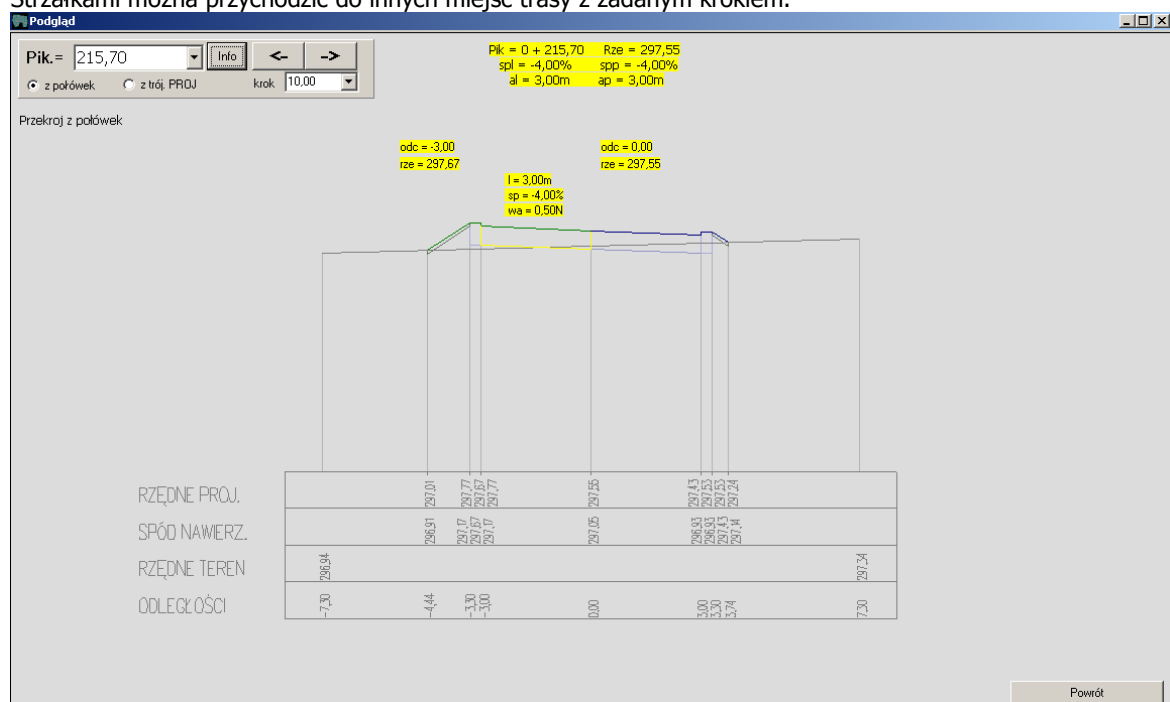 Strzałkami można przychodzić do innych miejsc trasy z zadanym krokiem.
Podgląd
Pik.= 215,70 Info <- ->
z połówek z trój. PROJ krok 10,00
Pik = 0 + 215,70 Rze = 297,55
spl = -4,00% spp = -4,00%
al = 3,00m ap = 3,00m
Przekroj z połówek
odc = -3,00 odc = 0,00
rze = 297,67 rze = 297,55
l = 3,00m
sp = -4,00%
wa = 0,50N
RZĘDNE PROJ. 297,01 297,77 297,67 297,77 297,55 297,43 297,53 297,53 297,24
SPÓD NAWIERZ. 296,91 297,17 297,67 297,17 297,05 296,93 296,93 297,43 297,14
RZĘDNE TEREN 296,94 297,34
ODLEGŁOŚCI -7,30 -4,44 -3,30 -3,00 0,00 3,00 3,30 3,74 7,30
Powrót